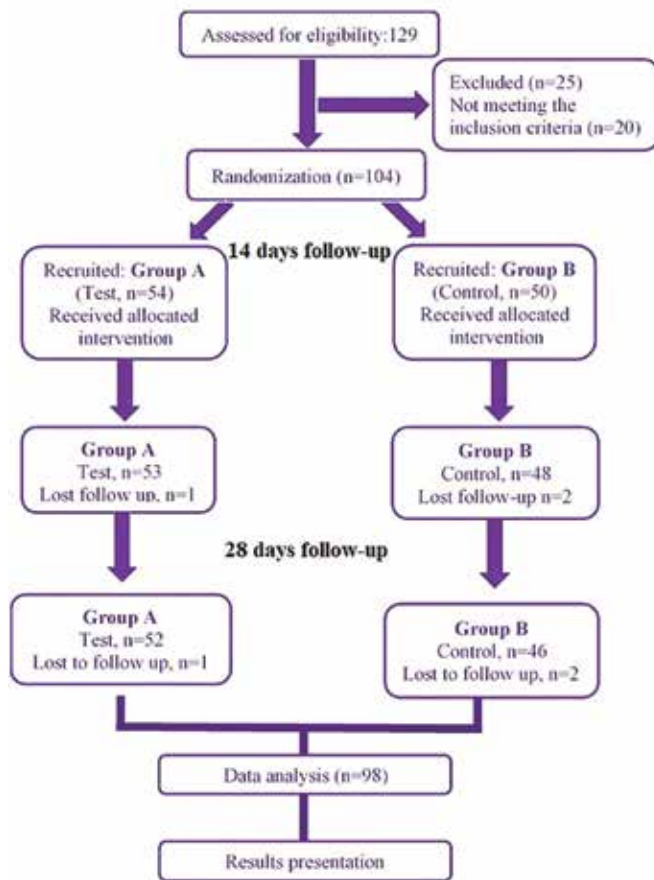 Assessed for eligibility:129
Excluded (n=25)
Not meeting the
inclusion criteria (n=20)
Randomization (n=104)
14 days follow-up
Recruited: Group A
(Test, n=54)
Received allocated
intervention
Recruited: Group B
(Control, n=50)
Received allocated
intervention
Group A
Test, n=53
Lost follow up, n=1
Group B
Control, n=48
Lost follow-up n=2
28 days follow-up
Group A
Test, n=52
Lost to follow up, n=1
Group B
Control, n=46
Lost to follow up, n=2
Data analysis (n=98)
Results presentation